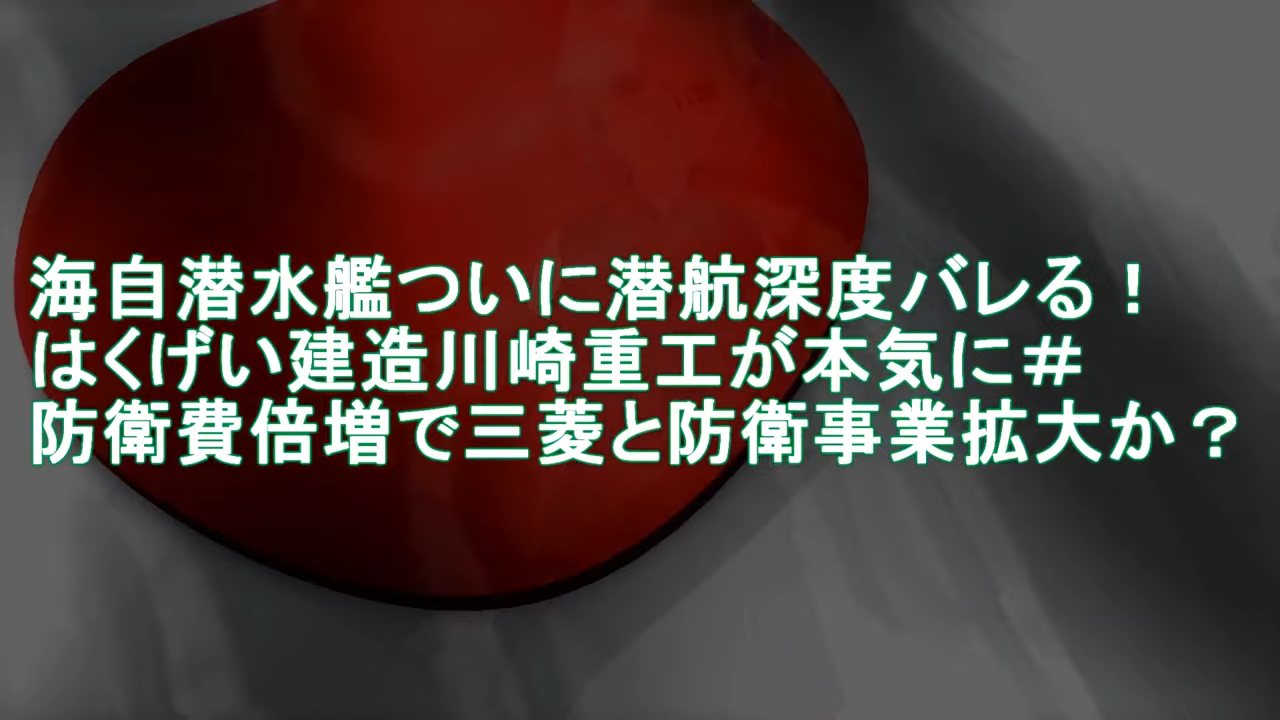 海自潜水艦ついに潜航深度バレる！
はくげい建造川崎重工が本気に＃
防衛費倍増で三菱と防衛事業拡大か？